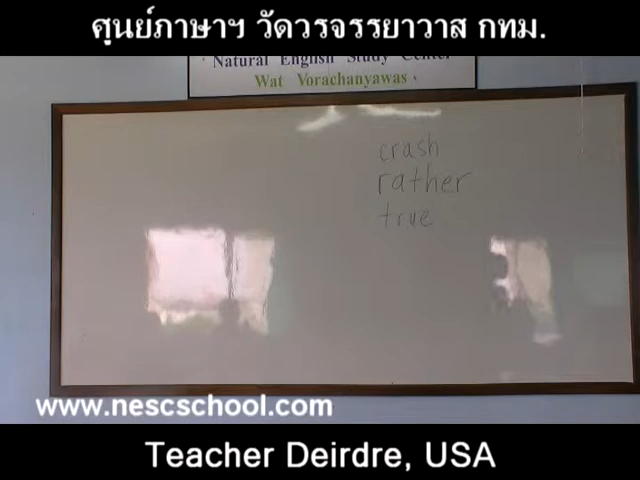 ศูนย์ภาษาฯ วัดวรจรรยาวาส กทม.
Natural English Study Center
Wat Vorachanyawas
crash
rather
true
www.nescschool.com
Teacher Deirdre, USA